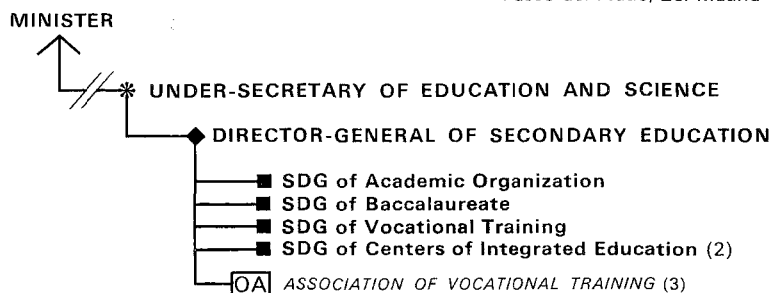 MINISTER
UNDER-SECRETARY OF EDUCATION AND SCIENCE
DIRECTOR-GENERAL OF SECONDARY EDUCATION
SDG of Academic Organization
SDG of Baccalaureate
SDG of Vocational Training
SDG of Centers of Integrated Education (2)
OA ASSOCIATION OF VOCATIONAL TRAINING (3)